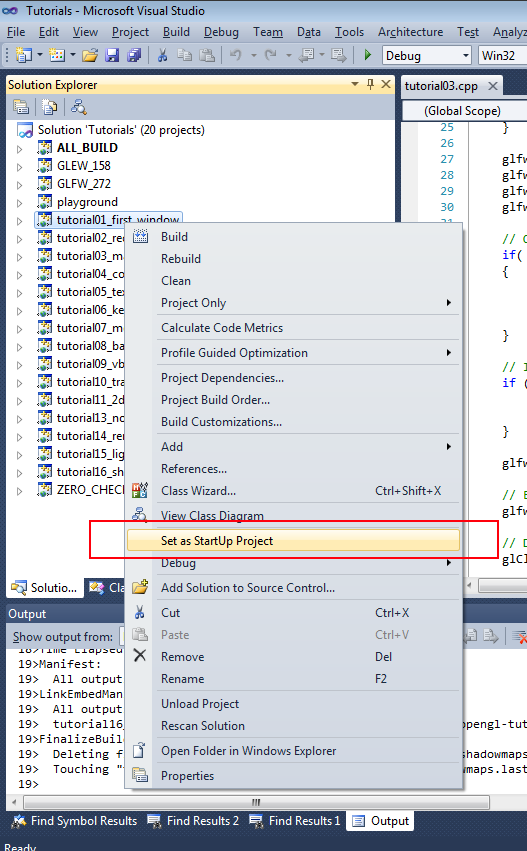 Tutorials - Microsoft Visual Studio
File Edit View Project Build Debug Team Data Tools Architecture Test Analyz
Debug Win32
Solution Explorer
tutorial03.cpp
(Global Scope)
Solution 'Tutorials' (20 projects)
ALL_BUILD
GLEW_158
GLFW_272
playground
tutorial01_first_window
tutorial02_red
tutorial03_m
tutorial04_co
tutorial05_tex
tutorial06_ke
tutorial07_m
tutorial08_ba
tutorial09_vb
tutorial10_tra
tutorial11_2d
tutorial13_no
tutorial14_ren
tutorial15_lig
tutorial16_sh
ZERO_CHEC
25 }
26
27 glfw
28 glfw
29 glfw
30 glfw
if(
{
}
if (
}
glfw
glfw
glCl
Build
Rebuild
Clean
Project Only
Calculate Code Metrics
Profile Guided Optimization
Project Dependencies...
Project Build Order...
Build Customizations...
Add
References...
Class Wizard... Ctrl+Shift+X
View Class Diagram
Set as StartUp Project
Debug
Add Solution to Source Control...
Cut Ctrl+X
Paste Ctrl+V
Remove Del
Rename F2
Unload Project
Rescan Solution
Open Folder in Windows Explorer
Properties
Solutio... Cla
Output
Show output from:
18>Time Elapsed
19>Manifest:
19> All output
19>LinkEmbedMan
19> All output
19> tutorial16_ pengl-tut
19>FinalizeBuil
19> Deleting f shadowmaps
19> Touching " wmaps.last
19>
Find Symbol Results Find Results 2 Find Results 1 Output
Ready